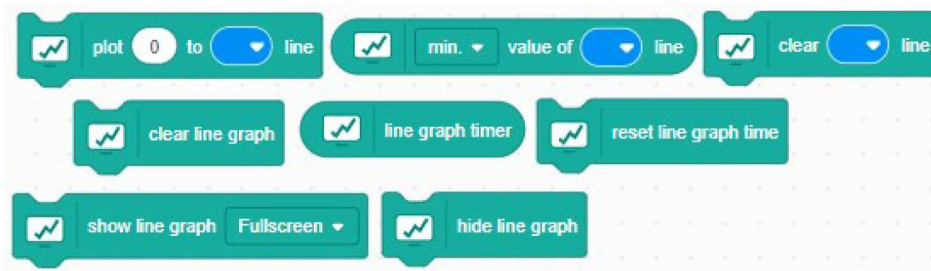 plot 0 to line
min. value of line
clear line
clear line graph
line graph timer
reset line graph time
show line graph Fullscreen
hide line graph